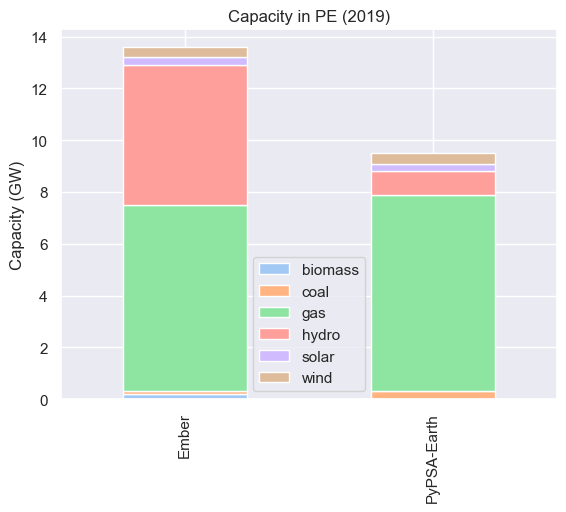 Capacity in PE (2019)
Capacity (GW)
14
12
10
8
6
4
2
0
biomass
coal
gas
hydro
solar
wind
Ember
PyPSA-Earth